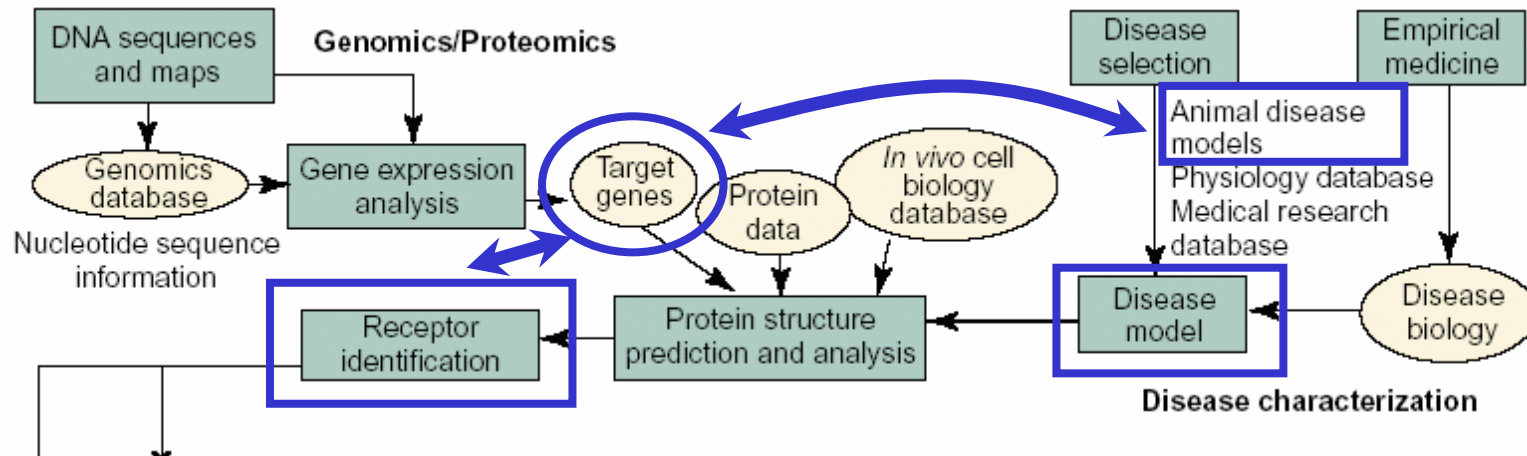 DNA sequences
and maps
Genomics/Proteomics
Disease
selection
Empirical
medicine
Animal disease
models
Physiology database
Medical research
database
Genomics
database
Nucleotide sequence
information
Gene expression
analysis
Target
genes
Protein
data
In vivo cell
biology
database
Receptor
identification
Protein structure
prediction and analysis
Disease
model
Disease
biology
Disease characterization